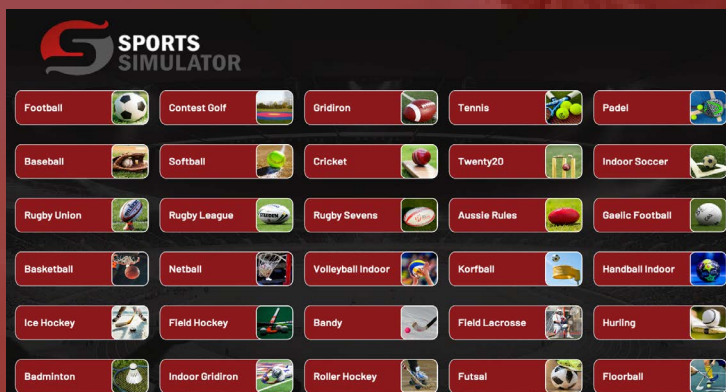 SPORTS
SIMULATOR
Football
Contest Golf
Gridiron
Tennis
Padel
Baseball
Softball
Cricket
Twenty20
Indoor Soccer
Rugby Union
Rugby League
Rugby Sevens
Aussie Rules
Gaelic Football
Basketball
Netball
Volleyball Indoor
Korfball
Handball Indoor
Ice Hockey
Field Hockey
Bandy
Field Lacrosse
Hurling
Badminton
Indoor Gridiron
Roller Hockey
Futsal
Floorball